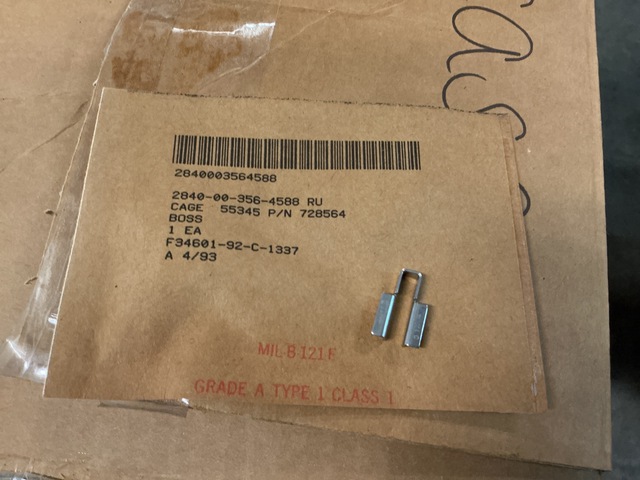 2840003564588
2840-00-356-4588 RU
CAGE 55345 P/N 728564
BOSS
1 EA
F34601-92-C-1337
A 4/93
MIL-B 121F
GRADE A TYPE 1 CLASS 1